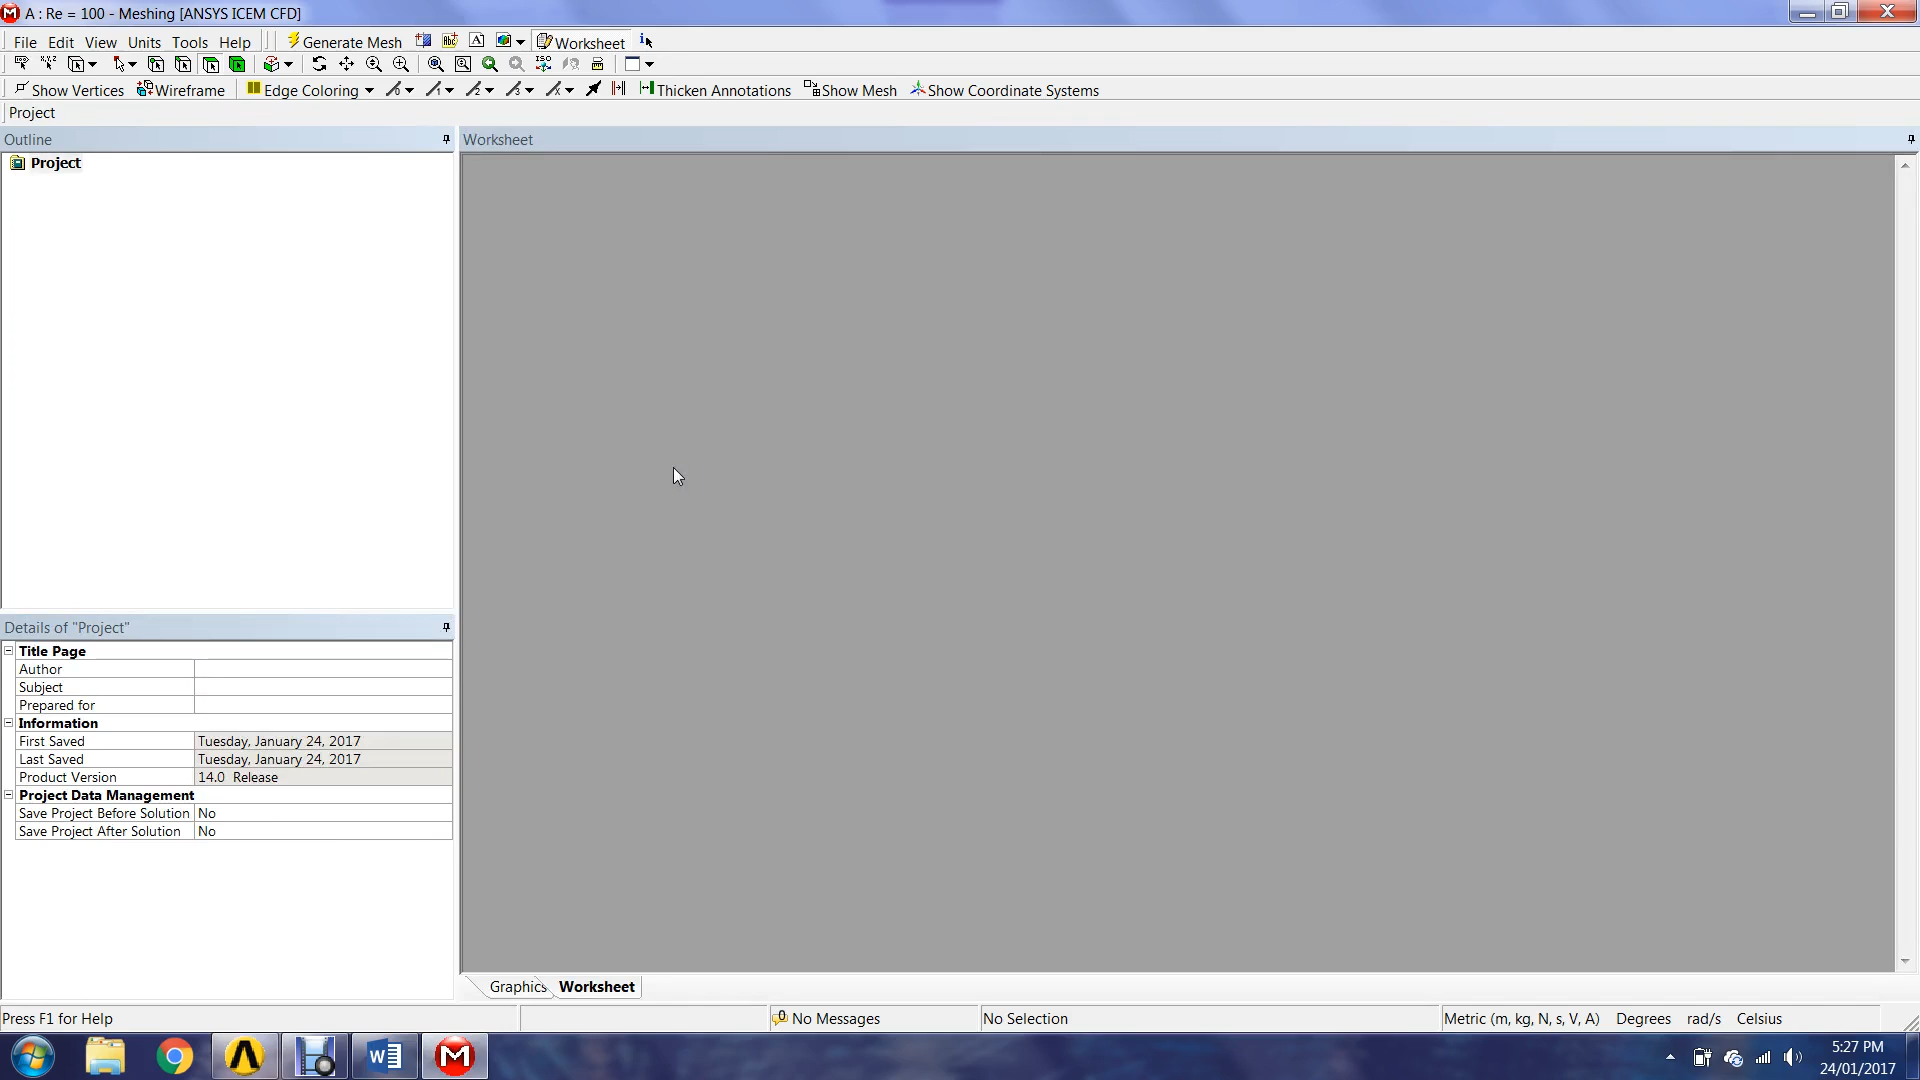 A : Re = 100 - Meshing [ANSYS ICEM CFD]
File Edit View Units Tools Help Generate Mesh Worksheet
Show Vertices Wireframe Edge Coloring Thicken Annotations Show Mesh Show Coordinate Systems
Project
Outline
Project
Worksheet
Details of "Project"
Title Page
Author
Subject
Prepared for
Information
First Saved Tuesday, January 24, 2017
Last Saved Tuesday, January 24, 2017
Product Version 14.0 Release
Project Data Management
Save Project Before Solution No
Save Project After Solution No
Graphics Worksheet
Press F1 for Help 0 No Messages No Selection Metric (m, kg, N, s, V, A) Degrees rad/s Celsius
5:27 PM
24/01/2017